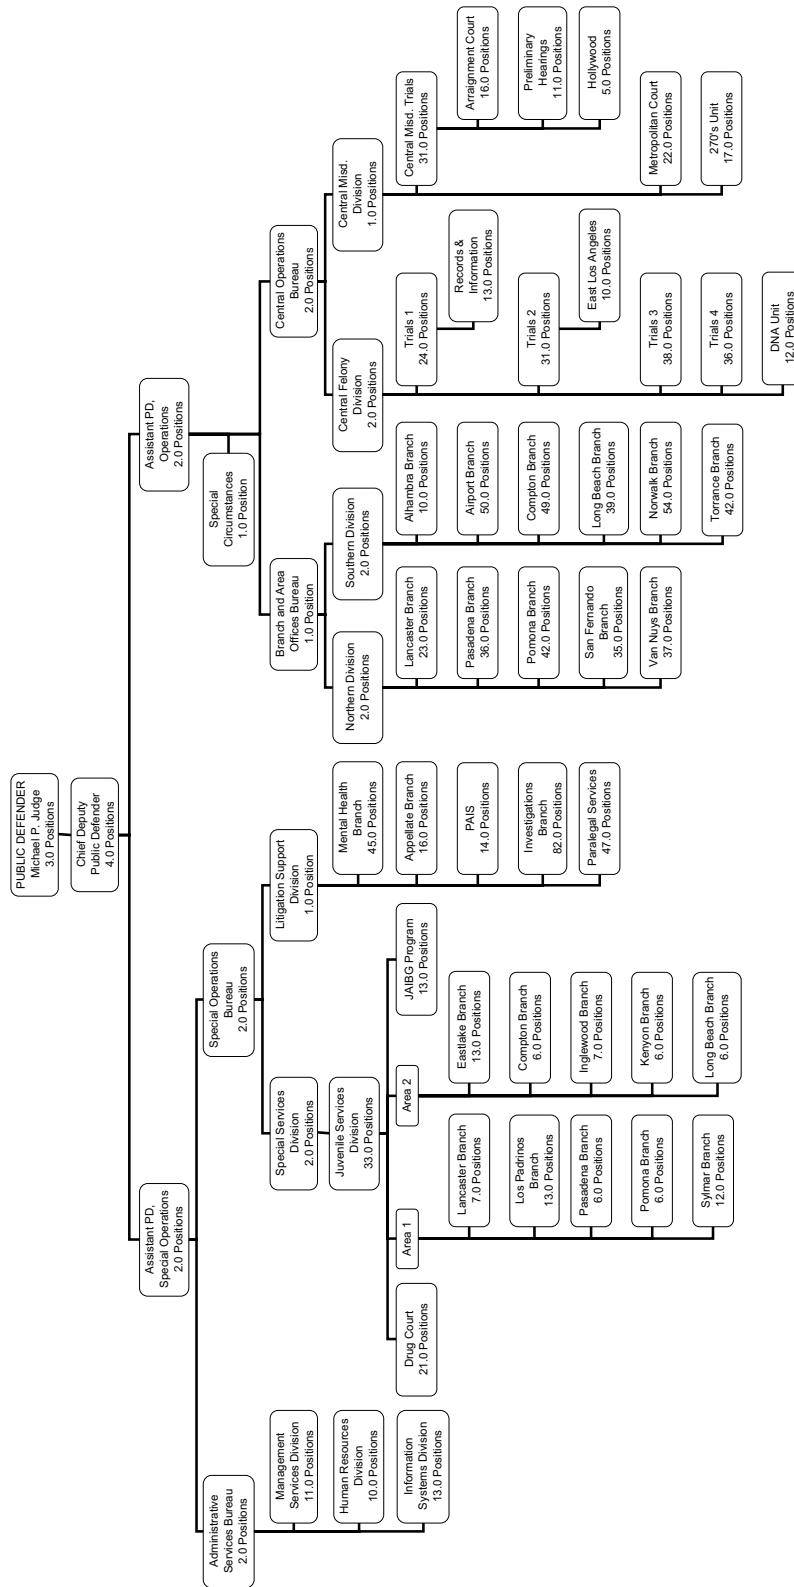 PUBLIC DEFENDER
Michael P. Judge
3.0 Positions
Chief Deputy
Public Defender
4.0 Positions
Assistant PD,
Special Operations
2.0 Positions
Assistant PD,
Operations
2.0 Positions
Administrative
Services Bureau
2.0 Positions
Management
Services Division
11.0 Positions
Human Resources
Division
10.0 Positions
Information
Systems Division
13.0 Positions
Special Operations
Bureau
2.0 Positions
Special Services
Division
2.0 Positions
Juvenile Services
Division
33.0 Positions
Drug Court
21.0 Positions
Area 1
Lancaster Branch
7.0 Positions
Los Padrinos
Branch
13.0 Positions
Pasadena Branch
6.0 Positions
Pomona Branch
6.0 Positions
Sylmar Branch
12.0 Positions
Area 2
Eastlake Branch
13.0 Positions
Compton Branch
6.0 Positions
Inglewood Branch
7.0 Positions
Kenyon Branch
6.0 Positions
Long Beach Branch
6.0 Positions
JAIBG Program
13.0 Positions
Litigation Support
Division
1.0 Position
Mental Health
Branch
45.0 Positions
Appellate Branch
16.0 Positions
PAIS
14.0 Positions
Investigations
Branch
82.0 Positions
Paralegal Services
47.0 Positions
Special
Circumstances
1.0 Position
Branch and Area
Offices Bureau
1.0 Position
Northern Division
2.0 Positions
Lancaster Branch
23.0 Positions
Pasadena Branch
36.0 Positions
Pomona Branch
42.0 Positions
San Fernando
Branch
35.0 Positions
Van Nuys Branch
37.0 Positions
Southern Division
2.0 Positions
Alhambra Branch
10.0 Positions
Airport Branch
50.0 Positions
Compton Branch
49.0 Positions
Long Beach Branch
39.0 Positions
Norwalk Branch
54.0 Positions
Torrance Branch
42.0 Positions
Central Operations
Bureau
2.0 Positions
Central Felony
Division
2.0 Positions
Trials 1
24.0 Positions
Records &
Information
13.0 Positions
Trials 2
31.0 Positions
East Los Angeles
10.0 Positions
Trials 3
38.0 Positions
Trials 4
36.0 Positions
DNA Unit
12.0 Positions
Central Misd.
Division
1.0 Positions
Central Misd. Trials
31.0 Positions
Arraignment Court
16.0 Positions
Preliminary
Hearings
11.0 Positions
Hollywood
5.0 Positions
Metropolitan Court
22.0 Positions
270's Unit
17.0 Positions